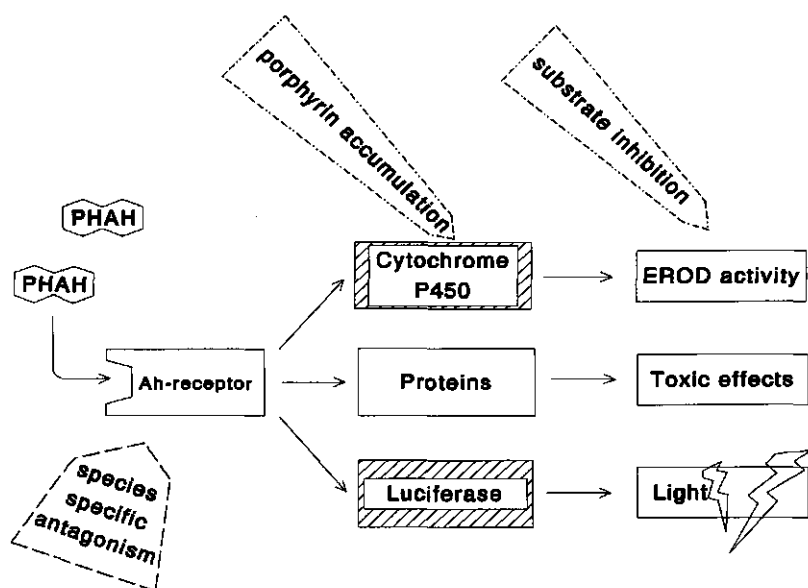 porphyrin accumulation
substrate inhibition
PHAH
PHAH
Cytochrome
P450
EROD activity
Ah-receptor
Proteins
Toxic effects
species
specific
antagonism
Luciferase
Light